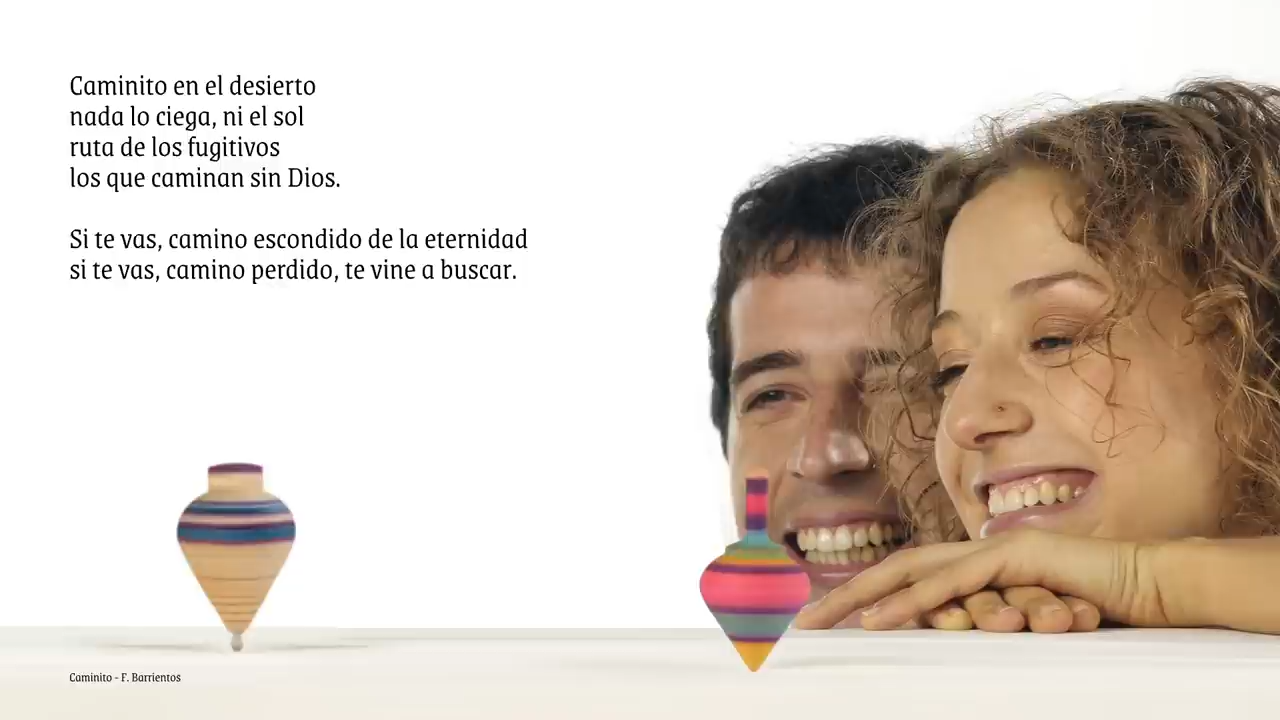 Caminito en el desierto
nada lo ciega, ni el sol
ruta de los fugitivos
los que caminan sin Dios.
Si te vas, camino escondido de la eternidad
si te vas, camino perdido, te vine a buscar.
Caminito - F. Barrientos